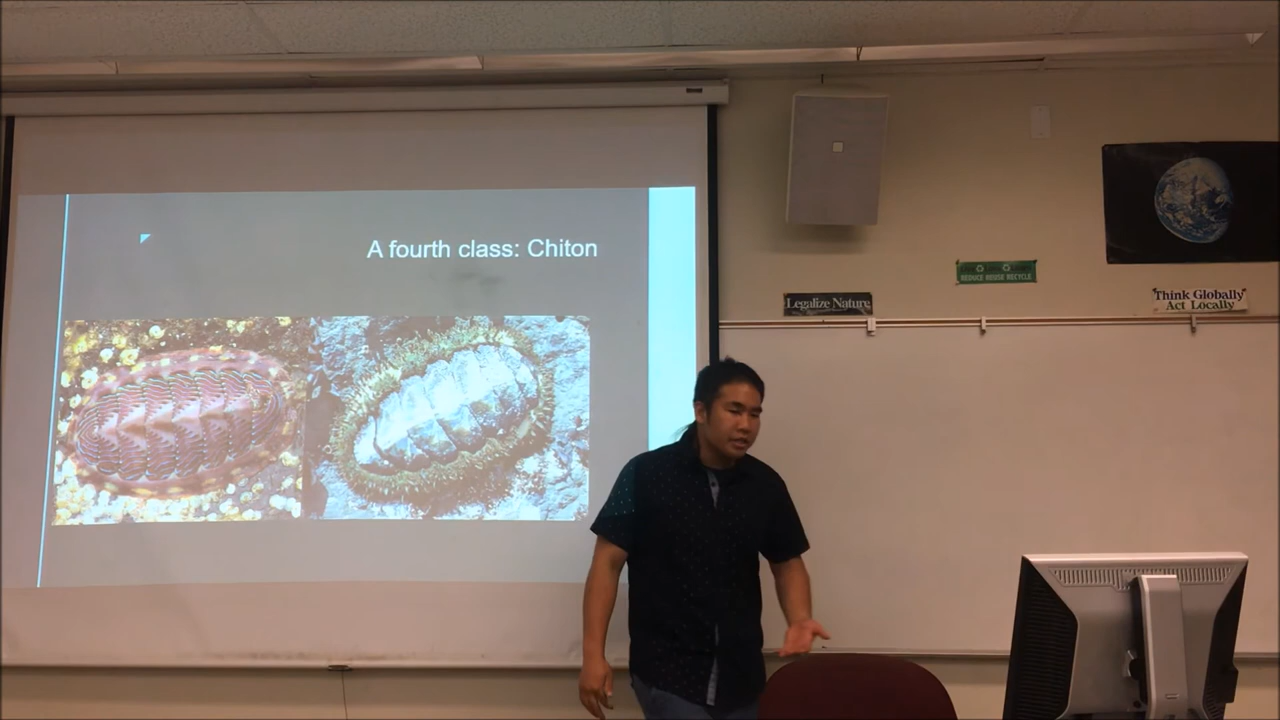 A fourth class: Chiton
Legalize Nature
REDUCE REUSE RECYCLE
Think Globally
Act Locally